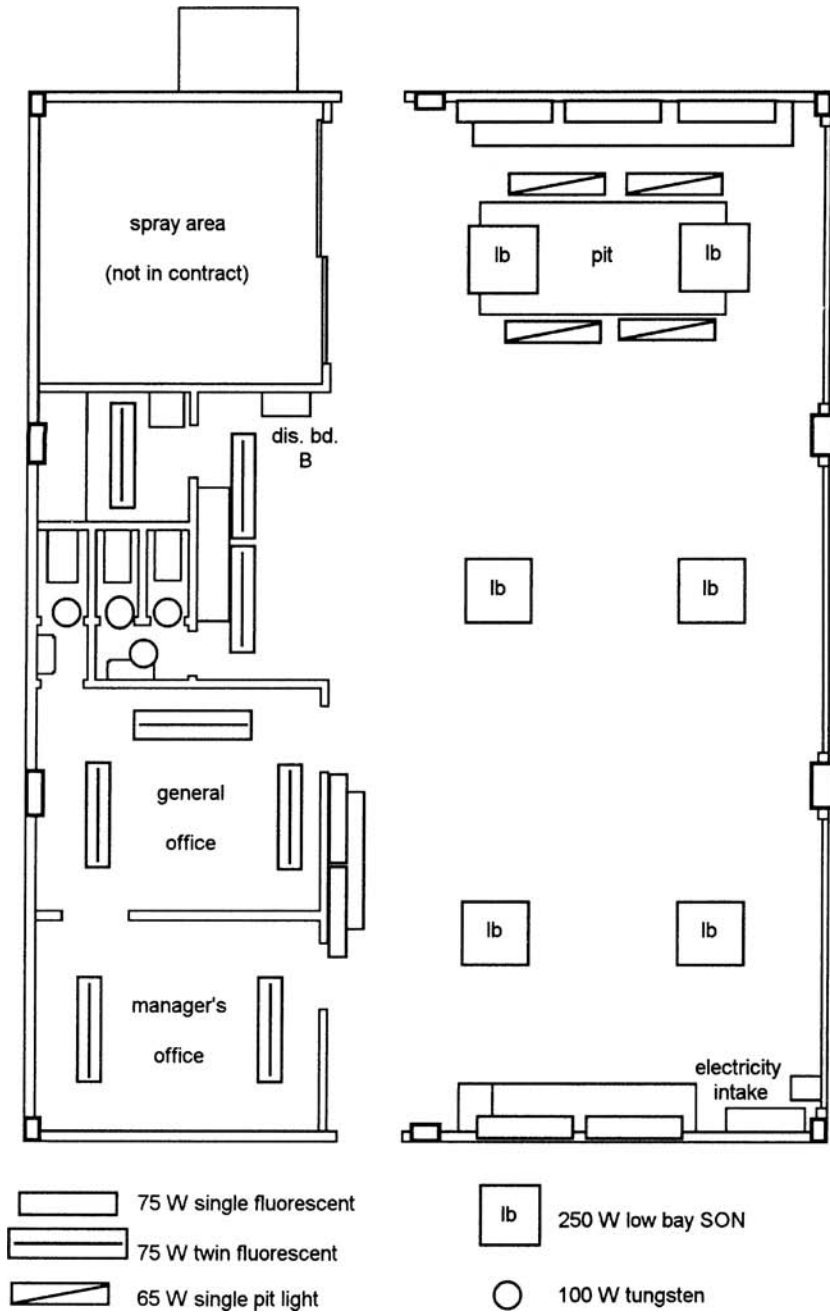 spray area
(not in contract)
lb
pit
lb
dis. bd.
B
lb
lb
general
office
lb
lb
manager's
office
electricity
intake
75 W single fluorescent
75 W twin fluorescent
65 W single pit light
lb
250 W low bay SON
100 W tungsten